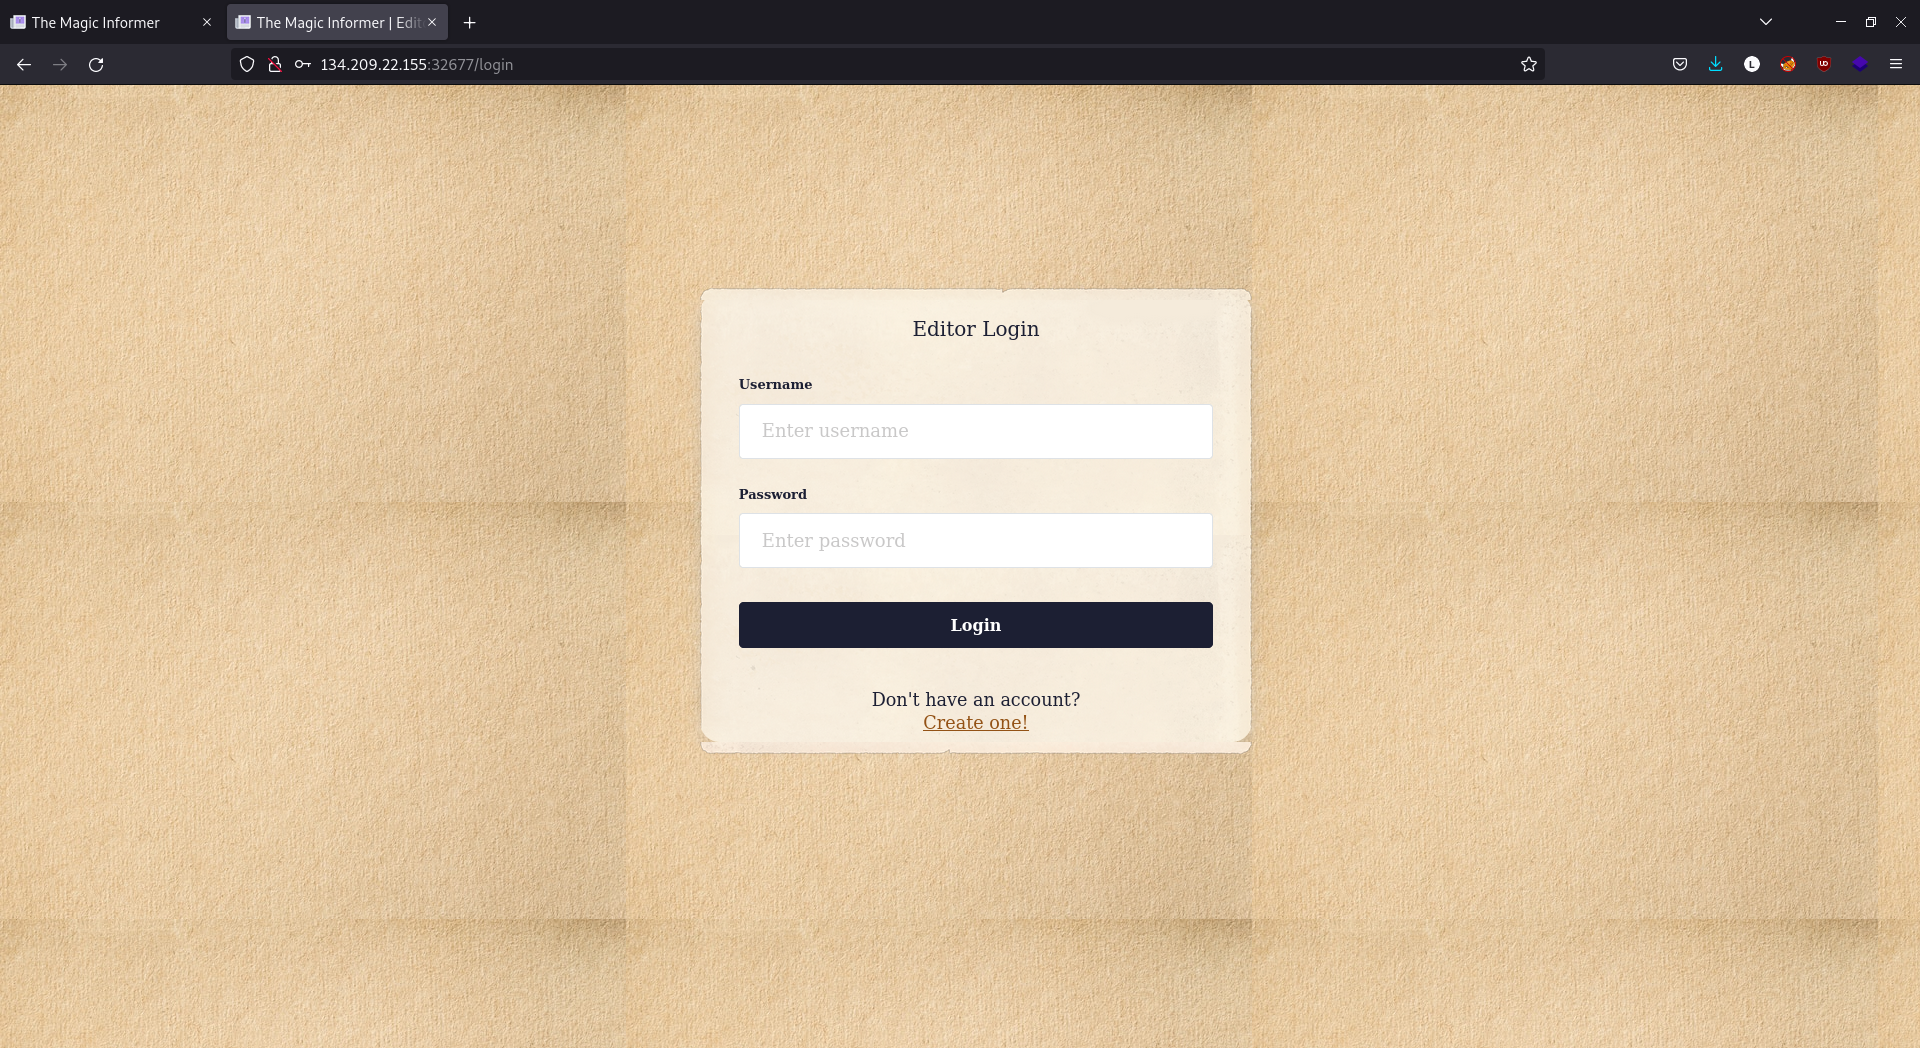 The Magic Informer
The Magic Informer | Edit
134.209.22.155:32677/login
L
UD
Editor Login
Username
Enter username
Password
Enter password
Login
Don't have an account?
Create one!